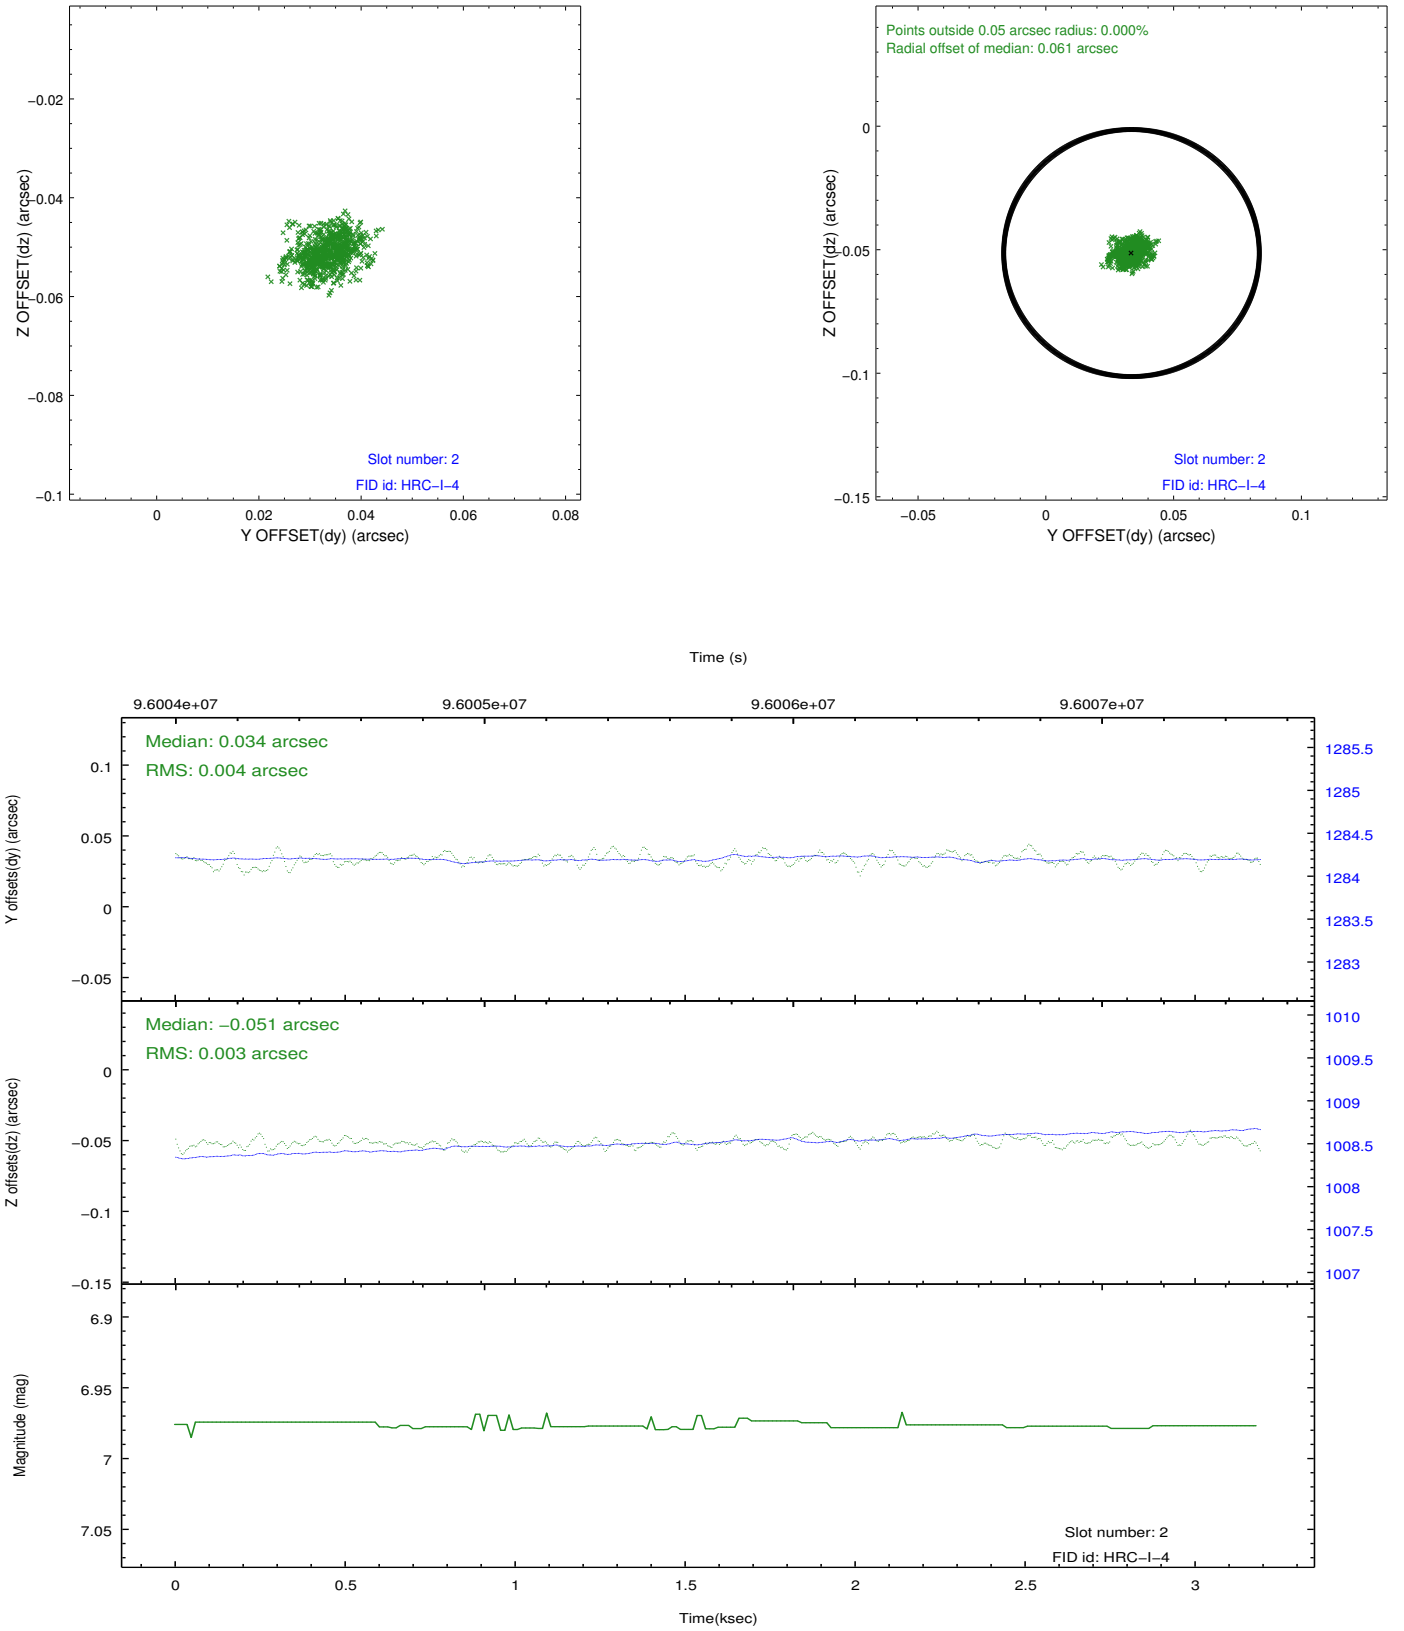 −0.02
−0.04
−0.06
−0.08
−0.1
Z OFFSET(dz) (arcsec)
Slot number: 2
FID id: HRC−I−4
0
0.02
0.04
0.06
0.08
Y OFFSET(dy) (arcsec)
Points outside 0.05 arcsec radius: 0.000%
Radial offset of median: 0.061 arcsec
0
−0.05
−0.1
−0.15
Z OFFSET(dz) (arcsec)
Slot number: 2
FID id: HRC−I−4
−0.05
0
0.05
0.1
Y OFFSET(dy) (arcsec)
Time (s)
9.6004e+07
9.6005e+07
9.6006e+07
9.6007e+07
Median: 0.034 arcsec
RMS: 0.004 arcsec
0.1
0.05
0
−0.05
Y offsets(dy) (arcsec)
1285.5
1285
1284.5
1284
1283.5
1283
Median: −0.051 arcsec
RMS: 0.003 arcsec
0
−0.05
−0.1
−0.15
Z offsets(dz) (arcsec)
1010
1009.5
1009
1008.5
1008
1007.5
1007
6.9
6.95
7
7.05
Magnitude (mag)
Slot number: 2
FID id: HRC−I−4
0
0.5
1
1.5
2
2.5
3
Time(ksec)